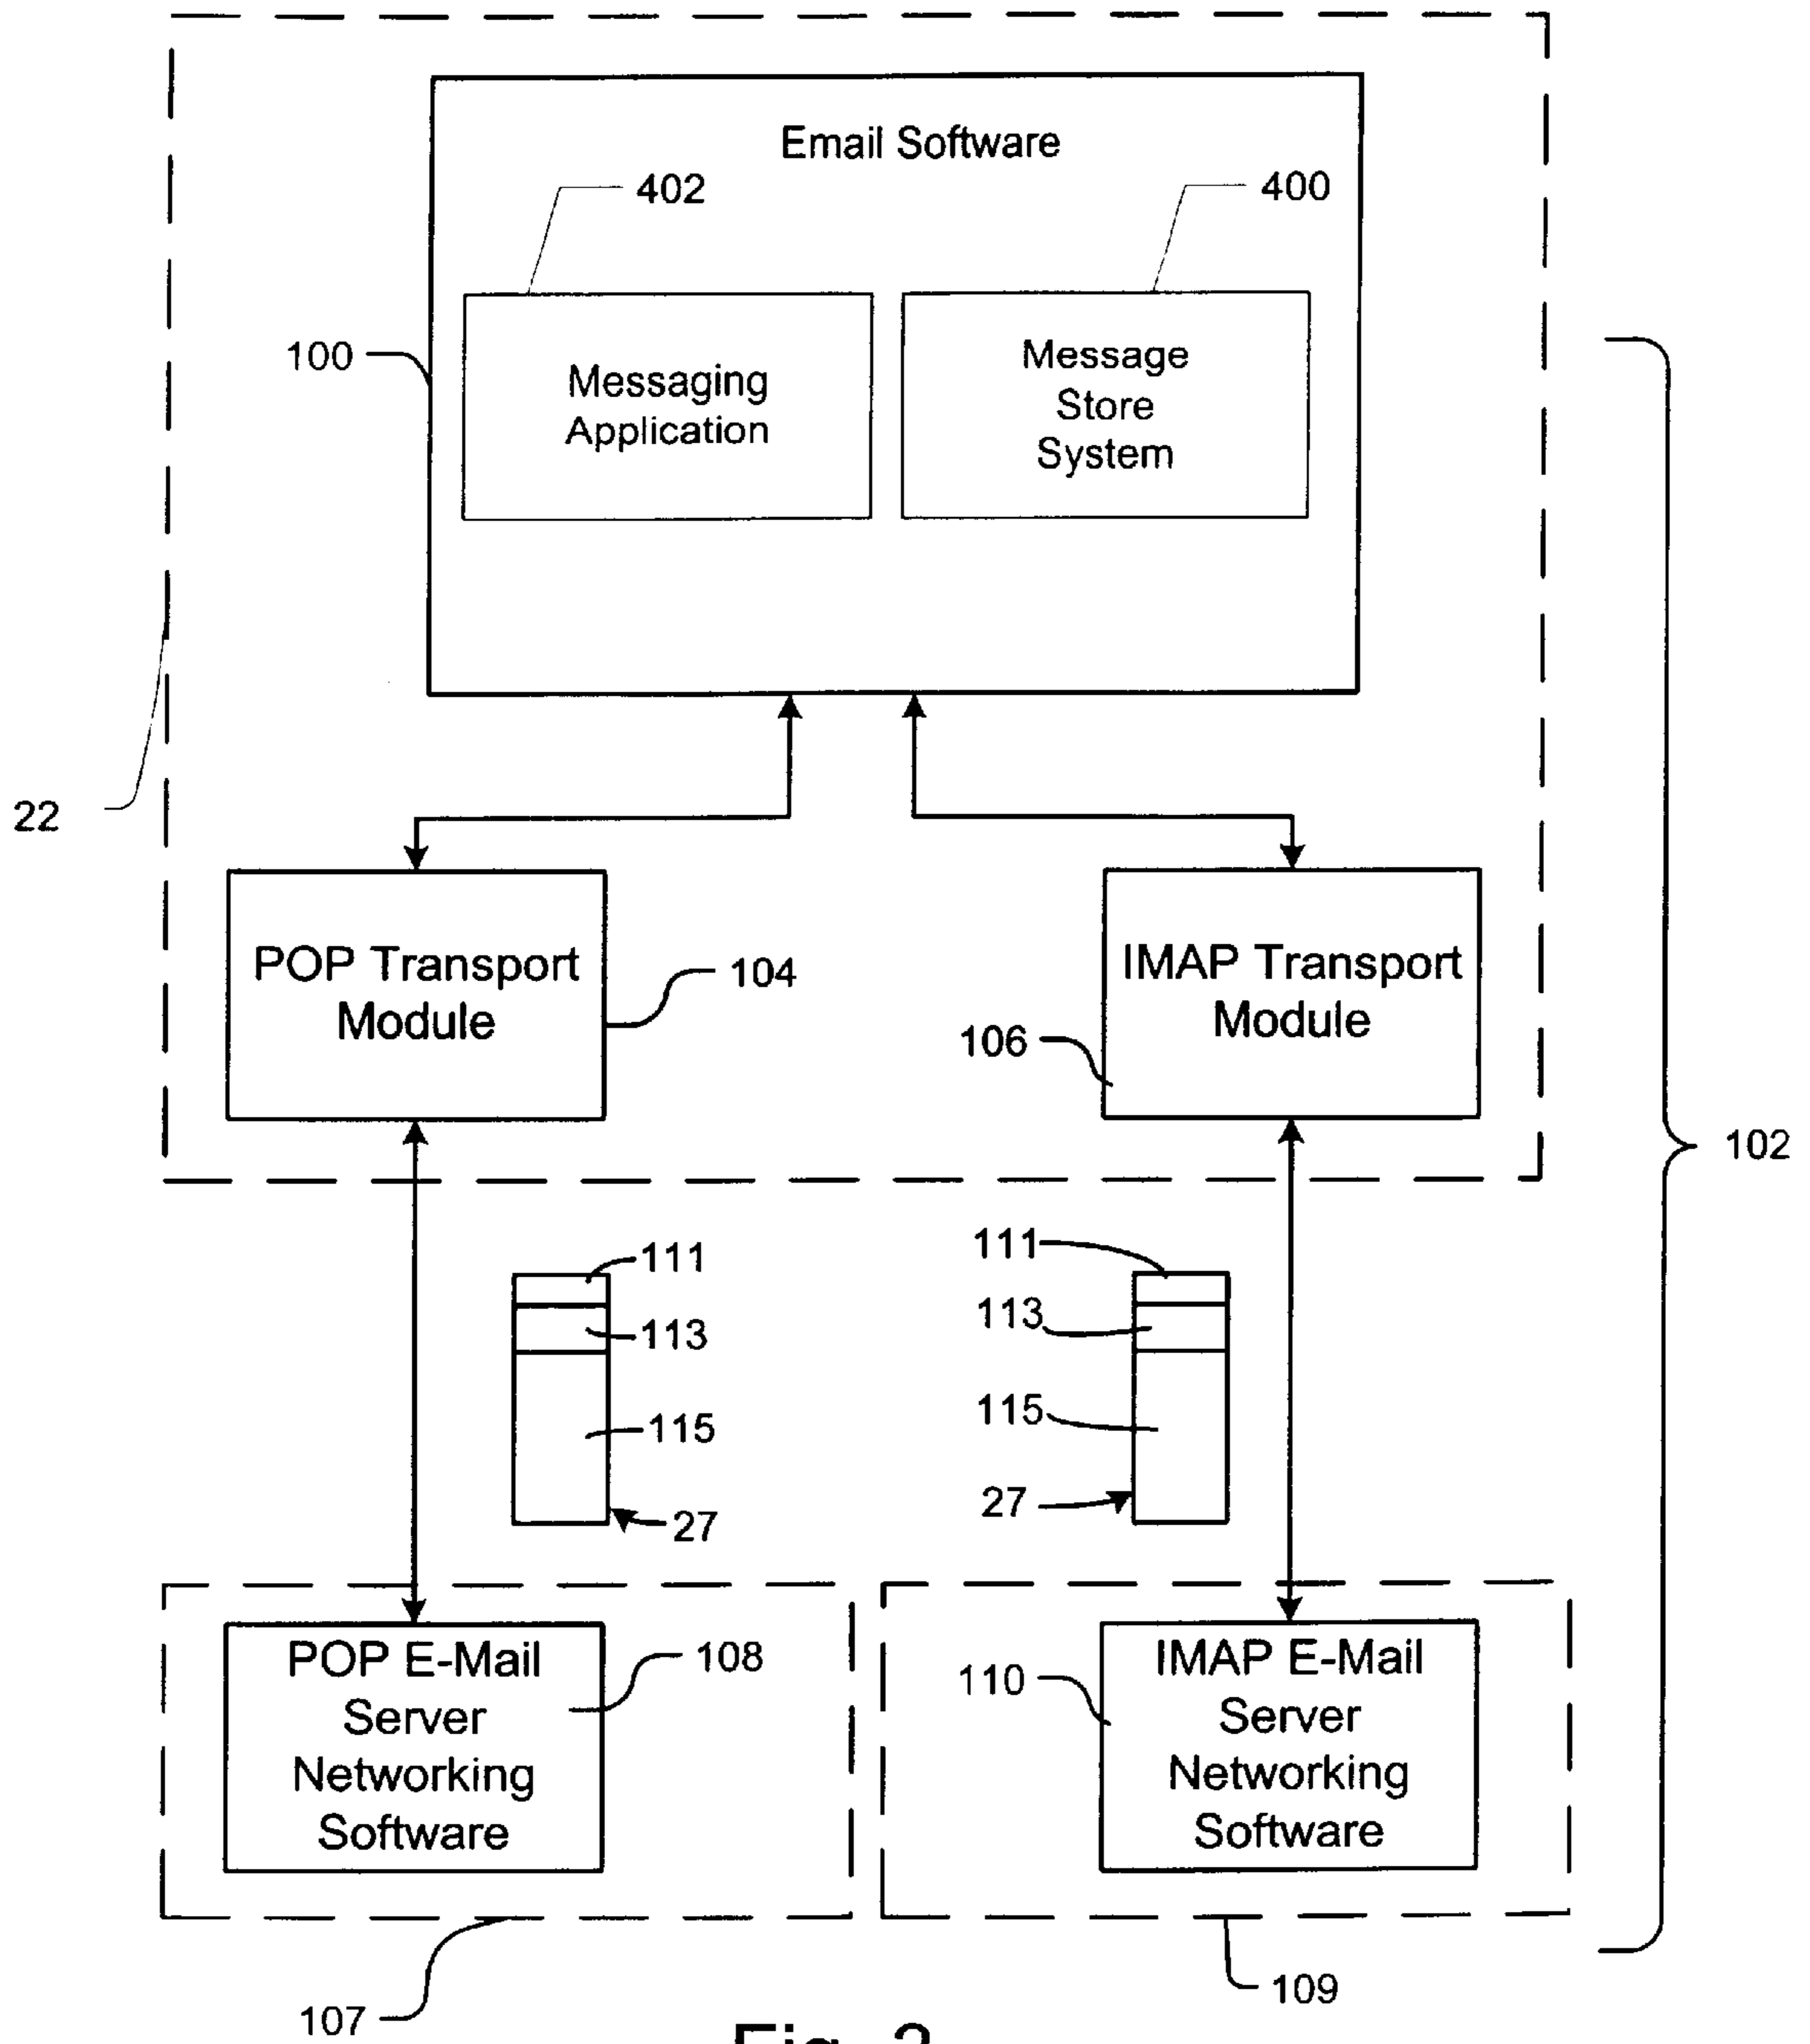 Email Software
402
400
100
Messaging
Application
Message
Store
System
22
POP Transport
Module
104
IMAP Transport
Module
106
102
111
113
115
27
111
113
115
27
POP E-Mail
Server
Networking
Software
108
IMAP E-Mail
Server
Networking
Software
110
107
109